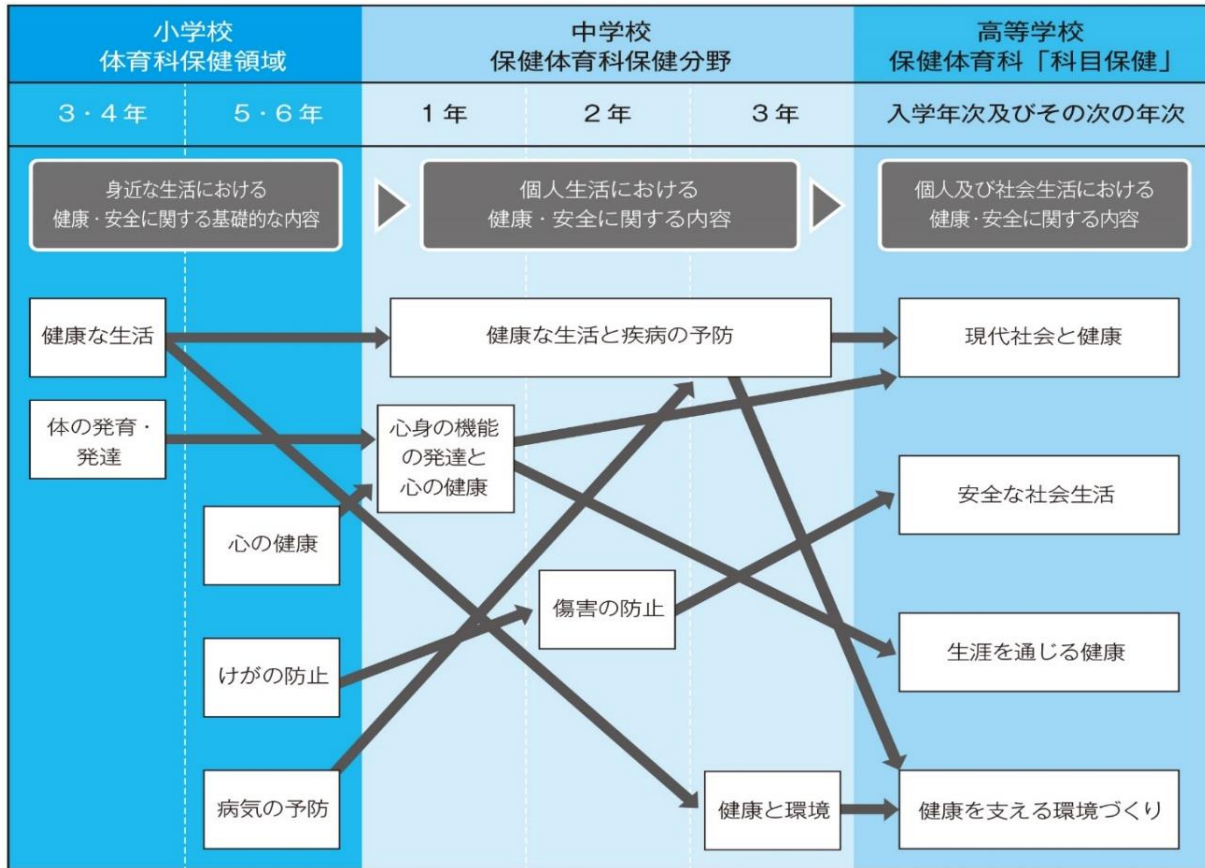 小学校
体育科保健領域
中学校
保健体育科保健分野
高等学校
保健体育科「科目保健」
3・4年
5・6年
1年
2年
3年
入学年次及びその次の年次
身近な生活における
健康・安全に関する基礎的な内容
個人生活における
健康・安全に関する内容
個人及び社会生活における
健康・安全に関する内容
健康な生活
健康な生活と疾病の予防
現代社会と健康
体の発育・
発達
心身の機能
の発達と
心の健康
安全な社会生活
心の健康
傷害の防止
けがの防止
生涯を通じる健康
病気の予防
健康と環境
健康を支える環境づくり